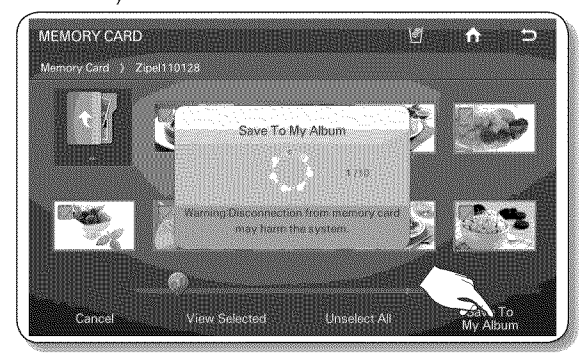 MEMORY CARD
Memory Card 〉 Zipel110128
Save To My Album
1 /10
Warning:Disconnection from memory card
may harm the system.
1
Cancel
View Selected
Unselect All
Save To
My Album